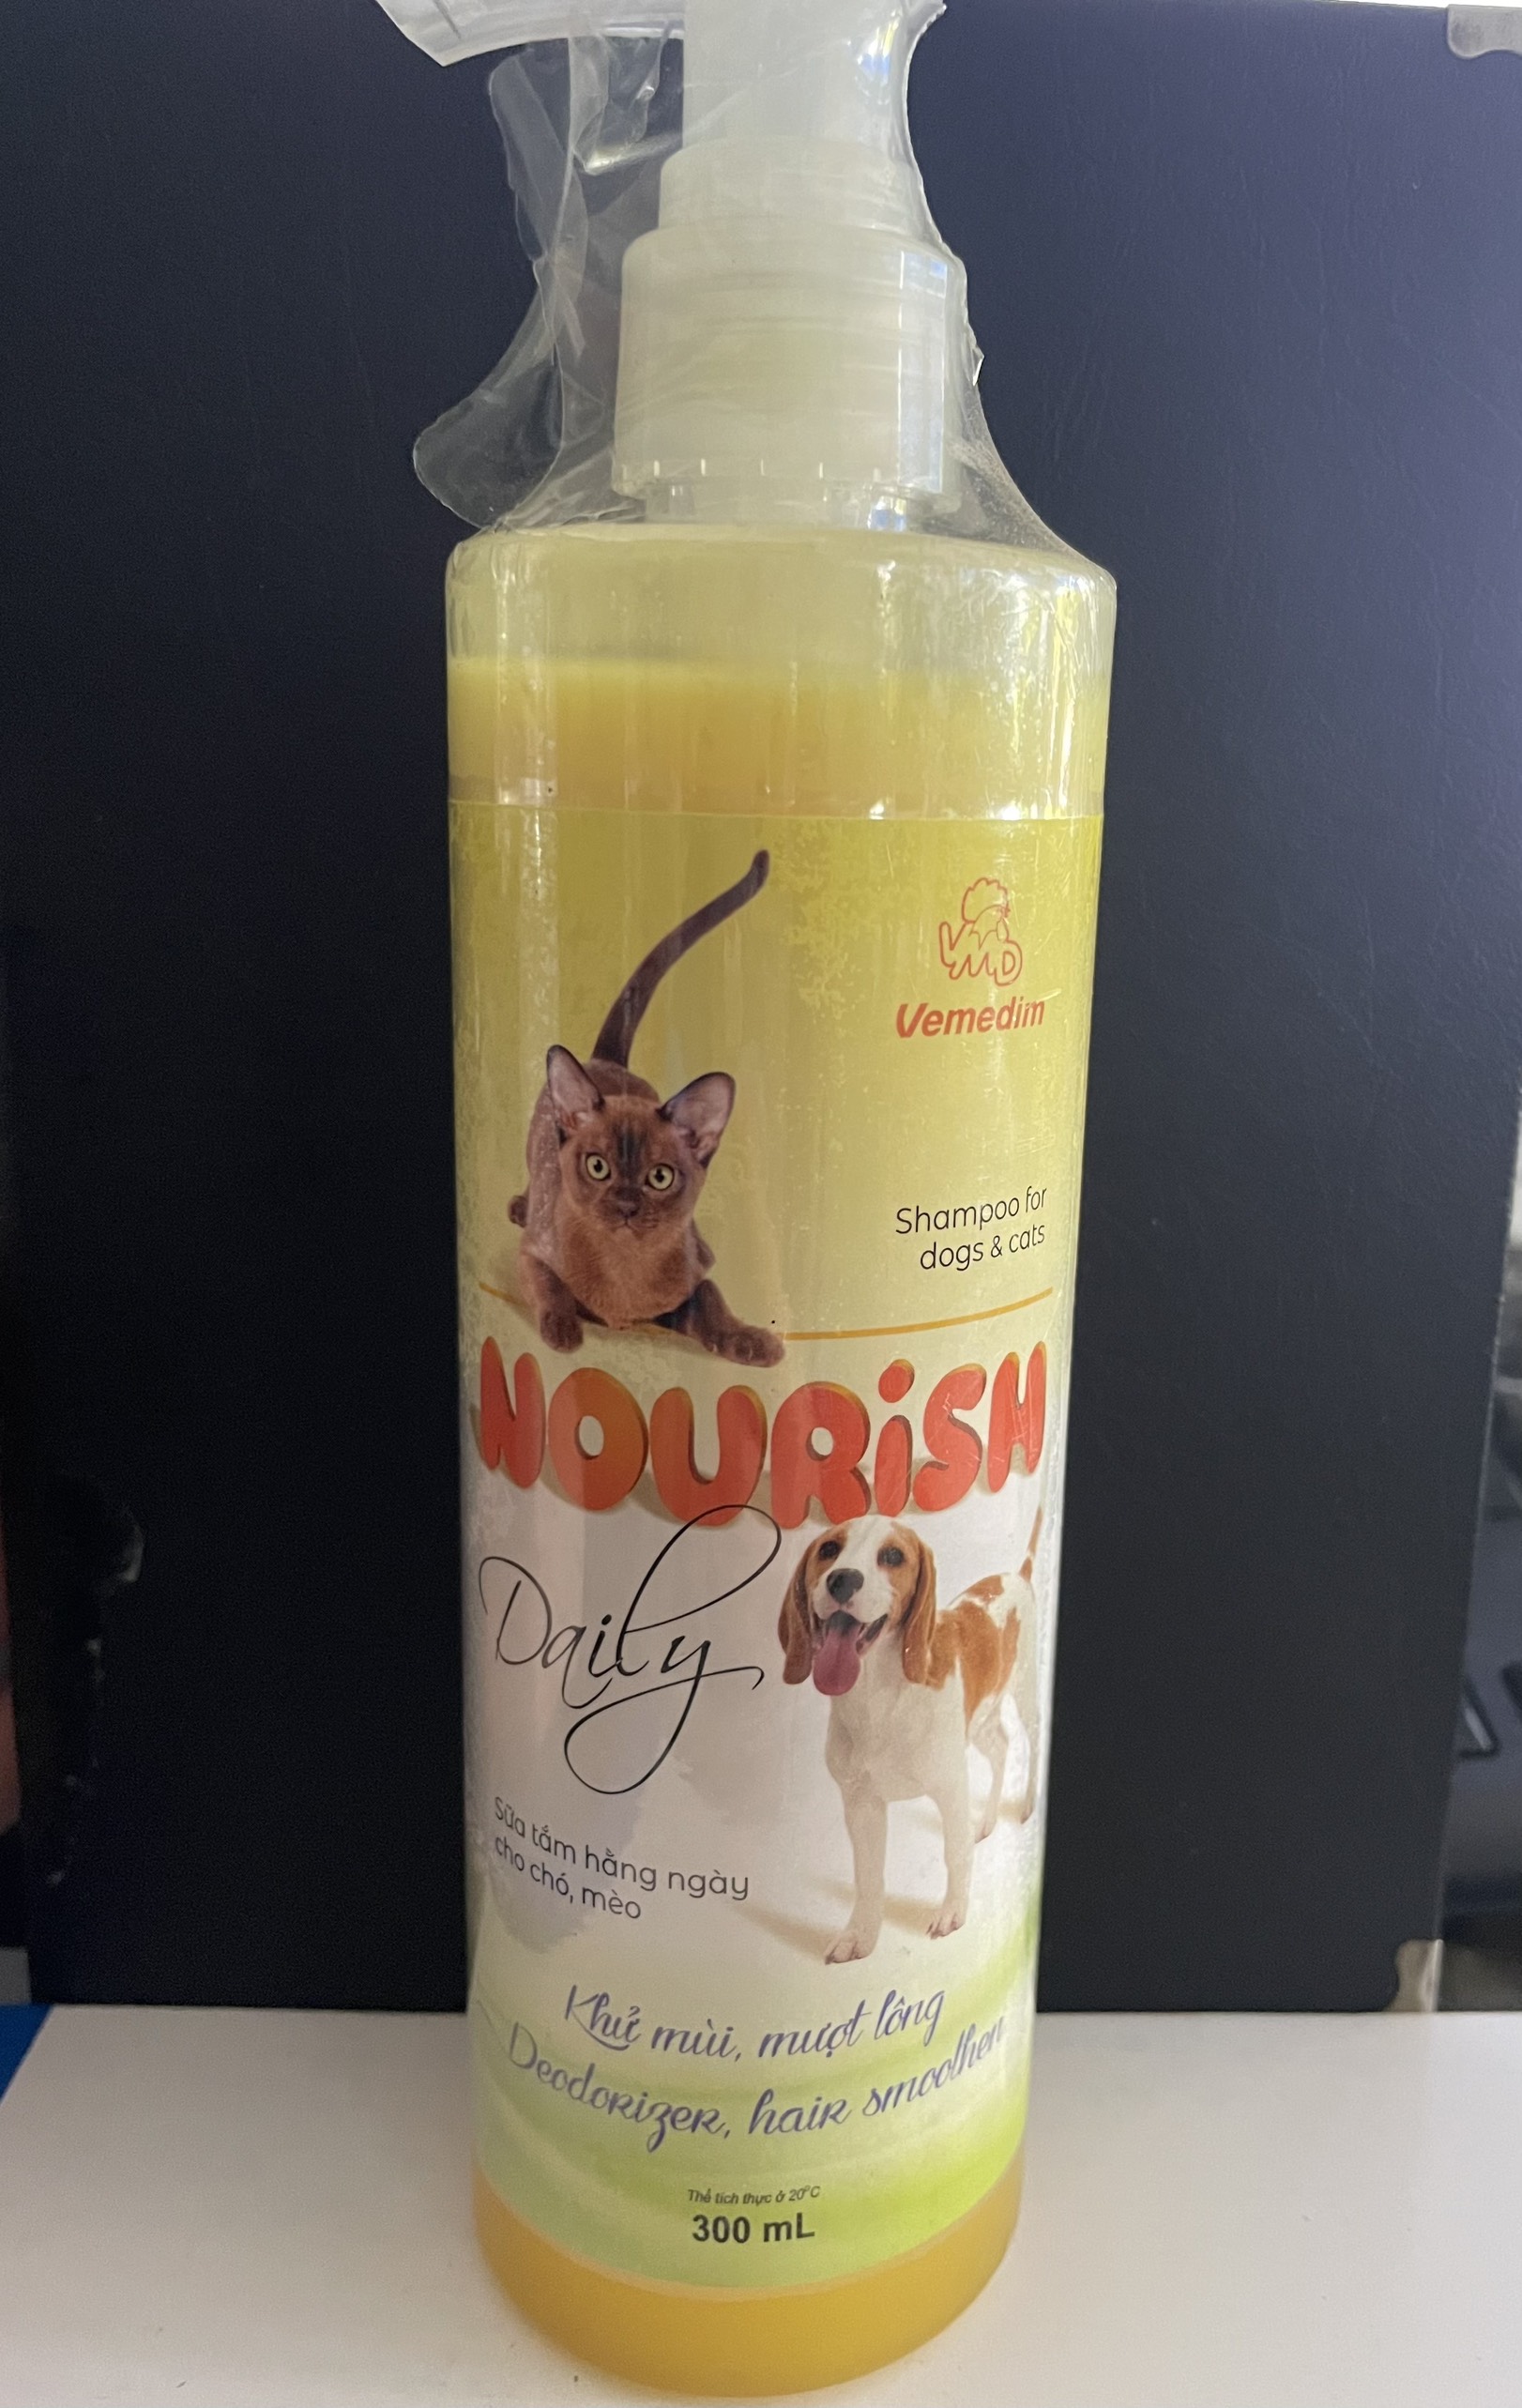 VMD
Vemedim
Shampoo for
dogs & cats
NOURiSH
Daily
Sữa tắm hằng ngày
cho chó, mèo
Khử mùi, mượt lông
Deodorizer, hair smoothen
Thể tích thực ở 20°C
300 mL